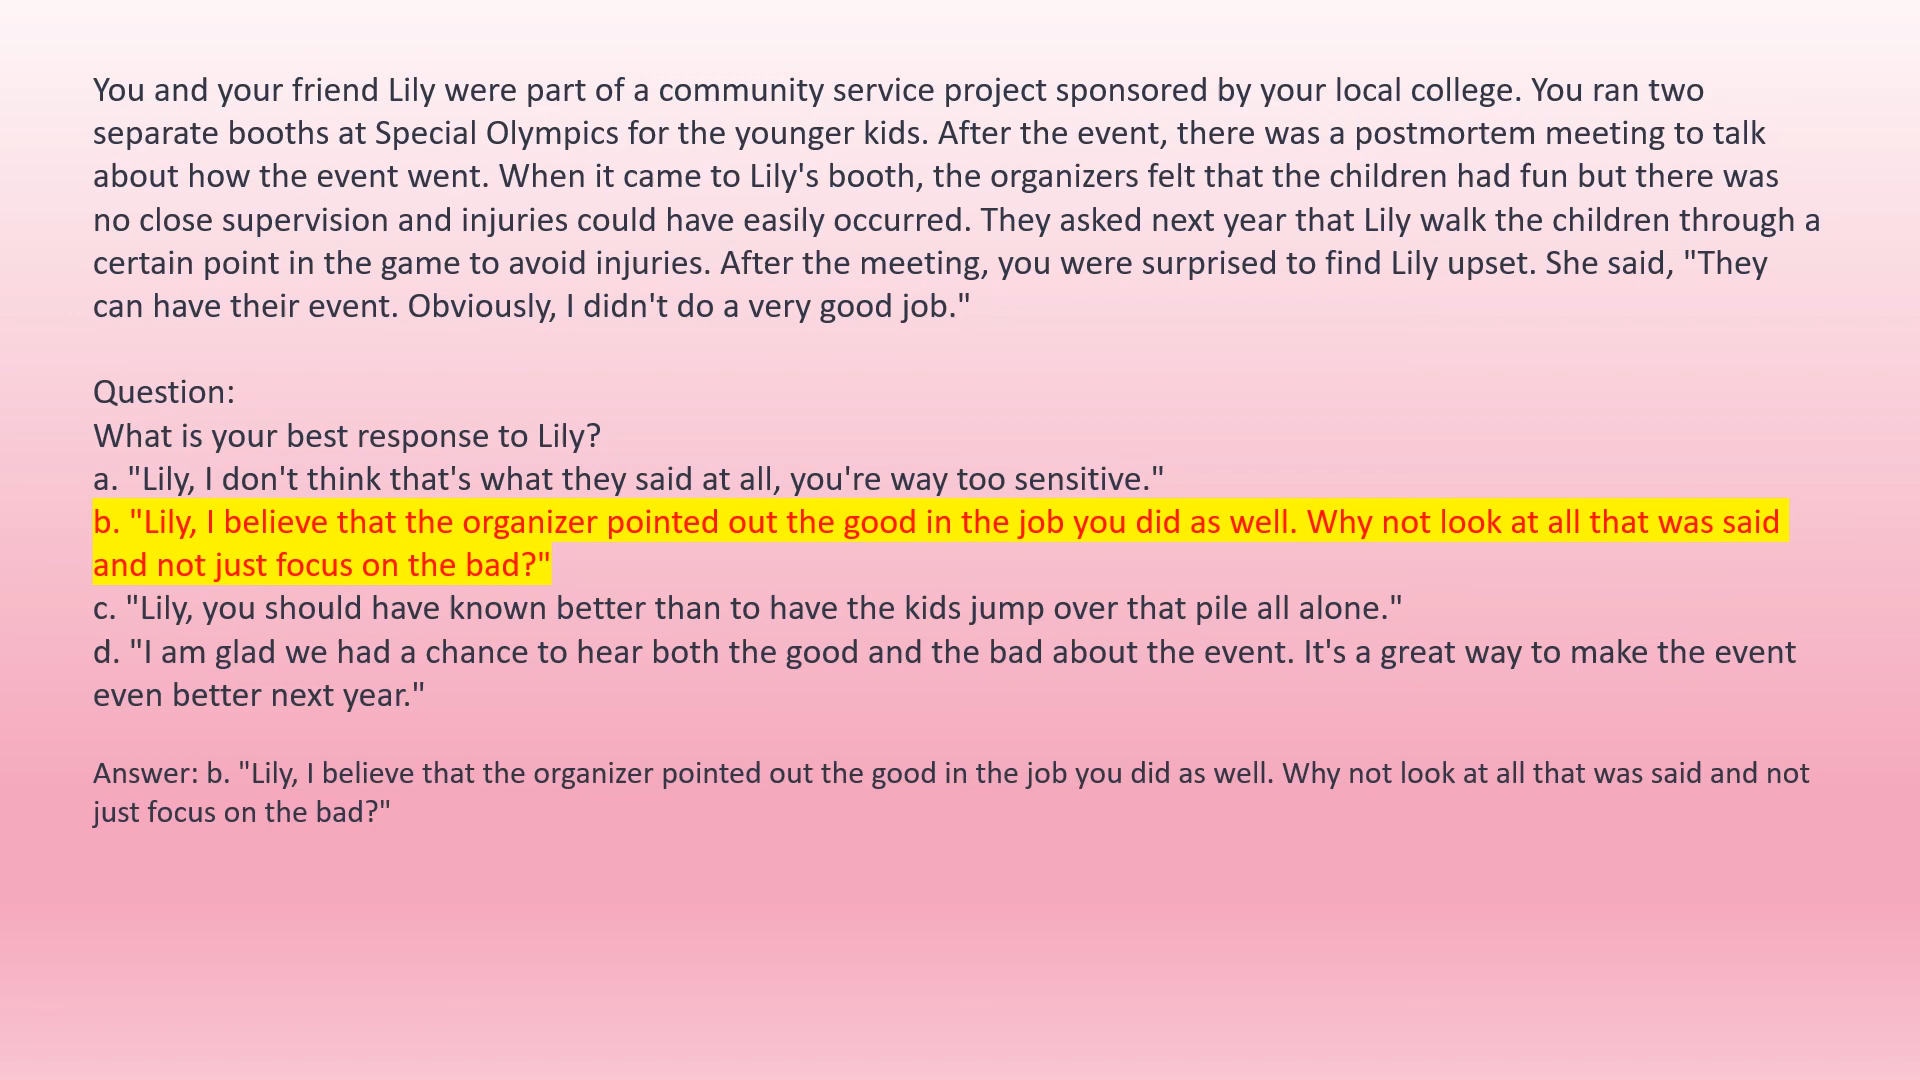 You and your friend Lily were part of a community service project sponsored by your local college. You ran two
separate booths at Special Olympics for the younger kids. After the event, there was a postmortem meeting to talk
about how the event went. When it came to Lily's booth, the organizers felt that the children had fun but there was
no close supervision and injuries could have easily occurred. They asked next year that Lily walk the children through a
certain point in the game to avoid injuries. After the meeting, you were surprised to find Lily upset. She said, "They
can have their event. Obviously, I didn't do a very good job."
Question:
What is your best response to Lily?
a. "Lily, I don't think that's what they said at all, you're way too sensitive."
b. "Lily, I believe that the organizer pointed out the good in the job you did as well. Why not look at all that was said
and not just focus on the bad?"
c. "Lily, you should have known better than to have the kids jump over that pile all alone."
d. "I am glad we had a chance to hear both the good and the bad about the event. It's a great way to make the event
even better next year."
Answer: b. "Lily, I believe that the organizer pointed out the good in the job you did as well. Why not look at all that was said and not
just focus on the bad?"